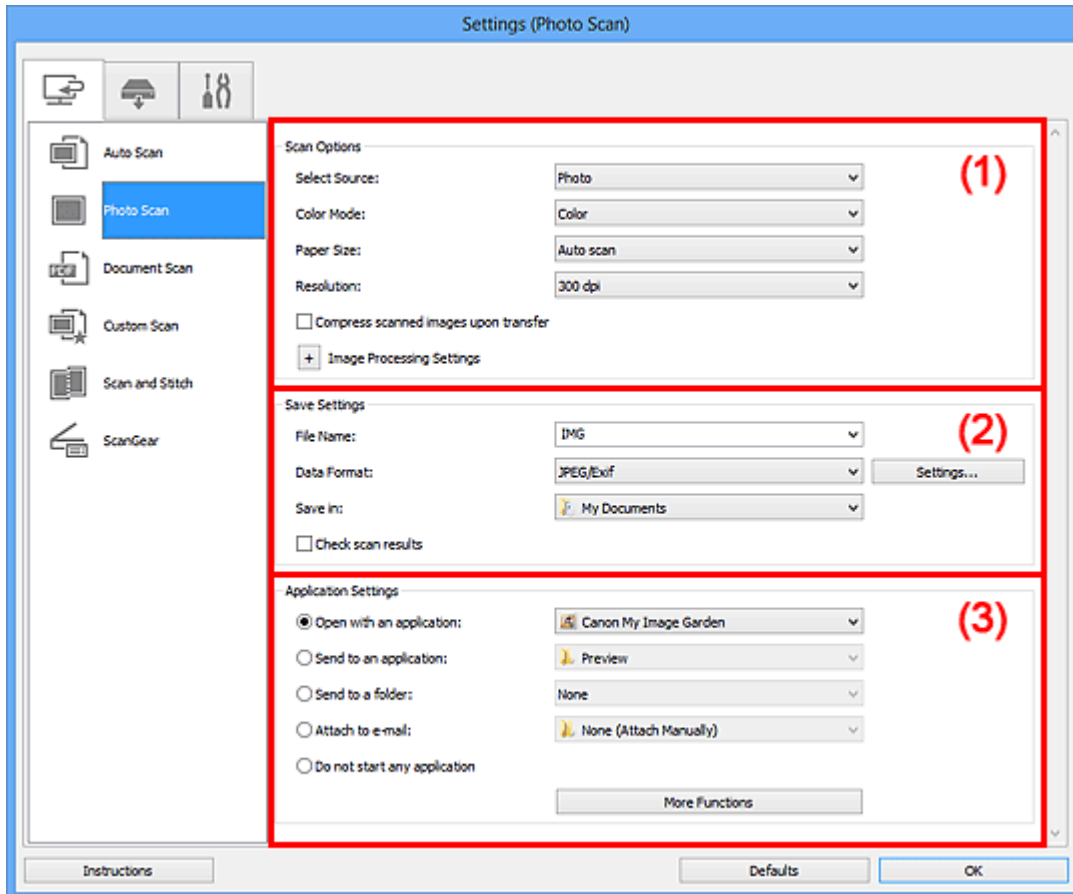 Settings (Photo Scan)
Auto Scan
Photo Scan
Document Scan
Custom Scan
Scan and Stitch
ScanGear
Scan Options
(1)
Select Source: Photo
Color Mode: Color
Paper Size: Auto scan
Resolution: 300 dpi
Compress scanned images upon transfer
+ Image Processing Settings
Save Settings
(2)
File Name: IMG
Data Format: JPEG/Exif Settings...
Save in: My Documents
Check scan results
Application Settings
(3)
Open with an application: Canon My Image Garden
Send to an application: Preview
Send to a folder: None
Attach to e-mail: None (Attach Manually)
Do not start any application
More Functions
Instructions Defaults OK